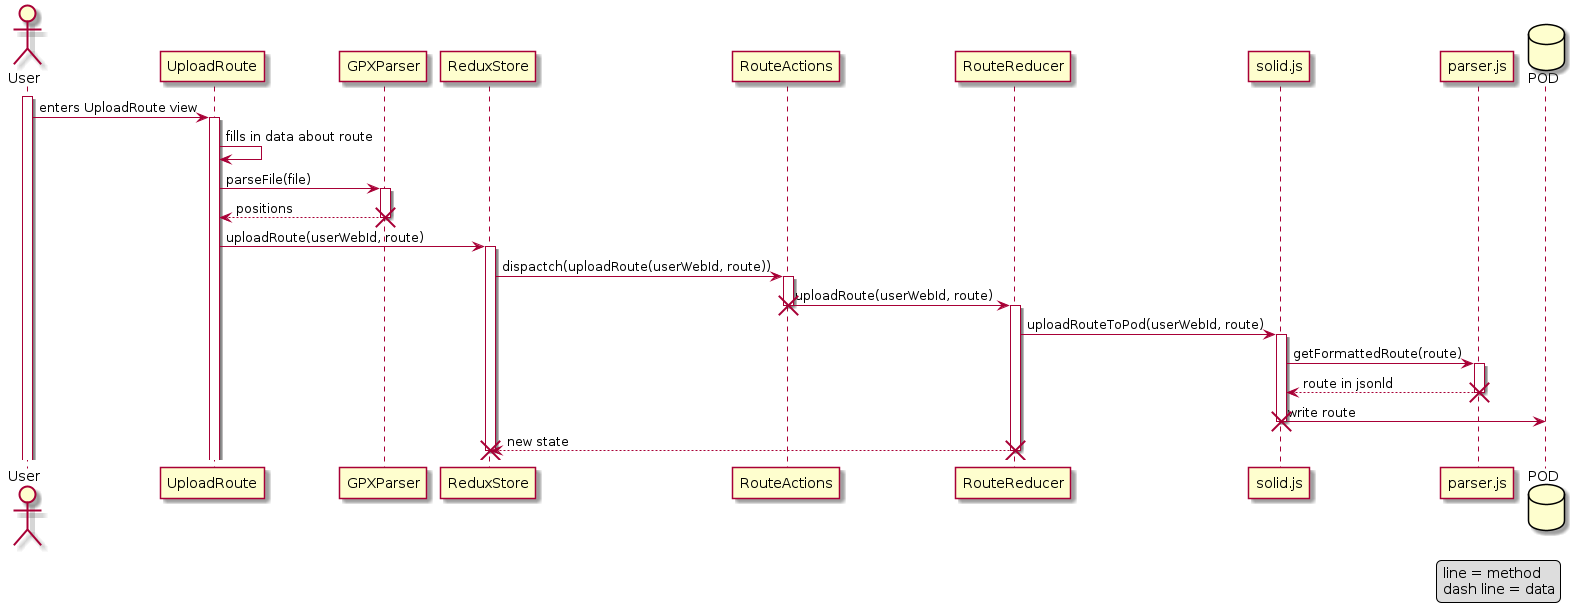 User
UploadRoute
GPXParser
ReduxStore
RouteActions
RouteReducer
solid.js
parser.js
POD
enters UploadRoute view
fills in data about route
parseFile(file)
positions
uploadRoute(userWebId, route)
dispactch(uploadRoute(userWebId, route))
uploadRoute(userWebId, route)
uploadRouteToPod(userWebId, route)
getFormattedRoute(route)
route in jsonld
write route
new state
User
UploadRoute
GPXParser
ReduxStore
RouteActions
RouteReducer
solid.js
parser.js
POD
line = method
dash line = data